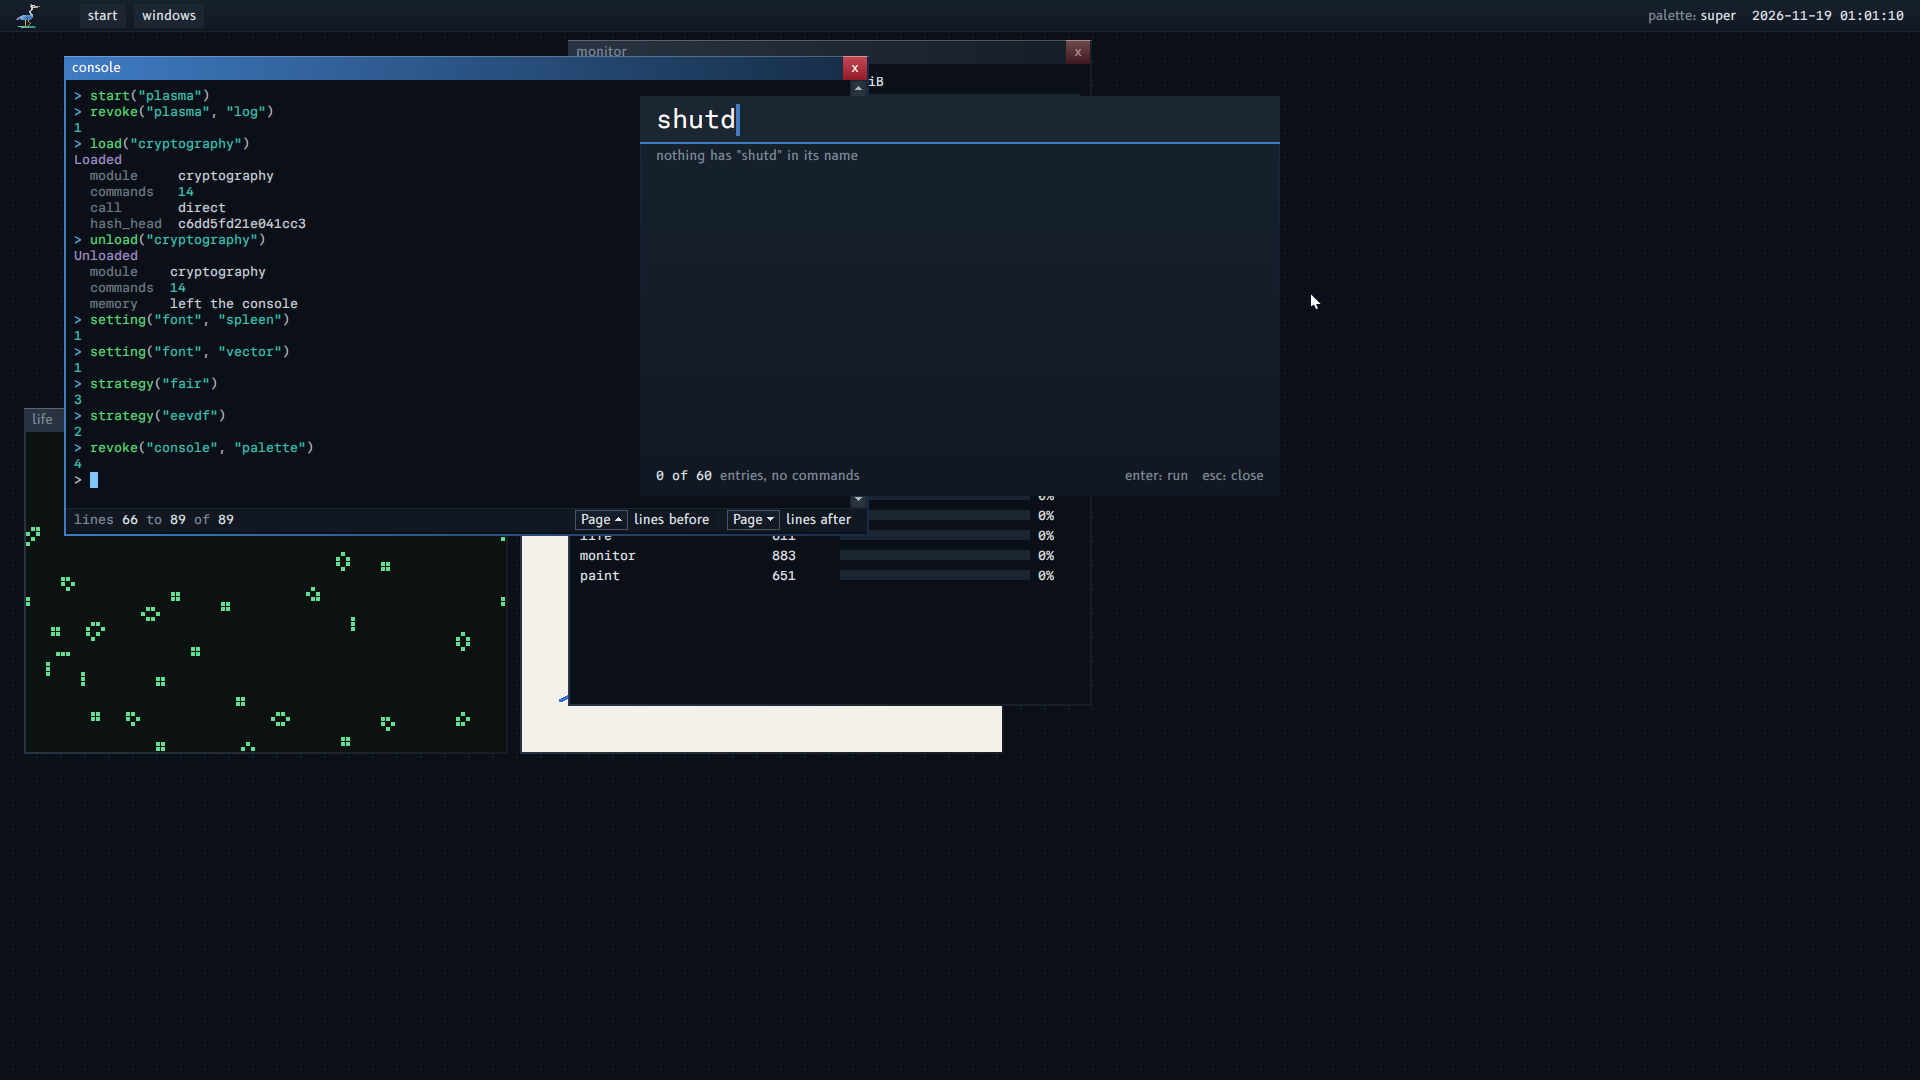 start windows palette: super 2026-11-19 01:01:10
monitor x
console x
iB
> start("plasma")
> revoke("plasma", "log")
1
> load("cryptography")
Loaded
module cryptography
commands 14
call direct
hash_head c6dd5fd21e041cc3
> unload("cryptography")
Unloaded
module cryptography
commands 14
memory left the console
> setting("font", "spleen")
1
> setting("font", "vector")
1
> strategy("fair")
3
> strategy("eevdf")
2
> revoke("console", "palette")
4
>
lines 66 to 89 of 89 Page lines before Page lines after
shutd
nothing has "shutd" in its name
0 of 60 entries, no commands enter: run esc: close
life
0%
0%
0%
monitor 883 0%
paint 651 0%